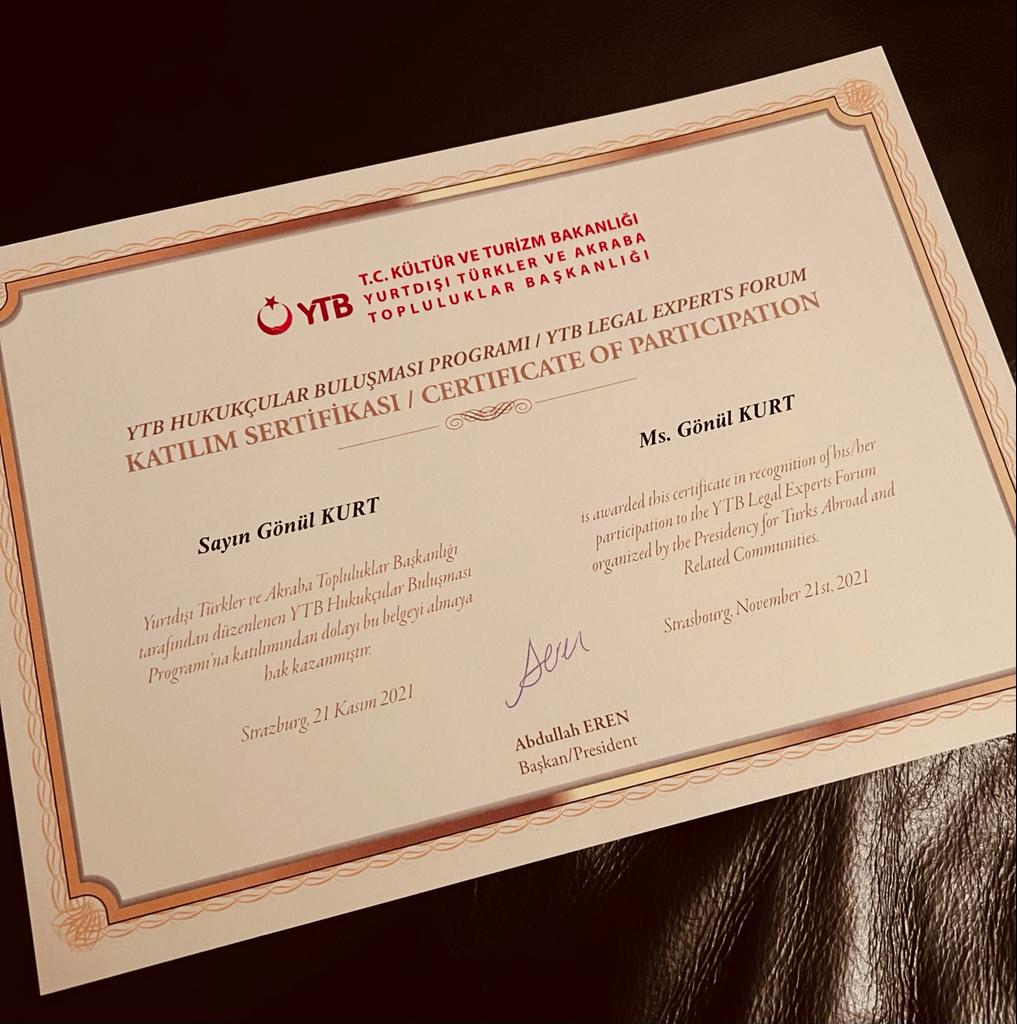 YTB
T.C. KÜLTÜR VE TURİZM BAKANLIĞI
YURTDIŞI TÜRKLER VE AKRABA
TOPLULUKLAR BAŞKANLIĞI
YTB HUKUKÇULAR BULUŞMASI PROGRAMI / YTB LEGAL EXPERTS FORUM
KATILIM SERTİFİKASI / CERTIFICATE OF PARTICIPATION
Sayın Gönül KURT
Yurtdışı Türkler ve Akraba Topluluklar Başkanlığı
tarafından düzenlenen YTB Hukukçular Buluşması
Programı'na katılımından dolayı bu belgeyi almaya
hak kazanmıştır.
Strazburg, 21 Kasım 2021
Ms. Gönül KURT
is awarded this certificate in recognition of his/her
participation to the YTB Legal Experts Forum
organized by the Presidency for Turks Abroad and
Related Communities.
Strasbourg, November 21st, 2021
Abdullah EREN
Başkan/President